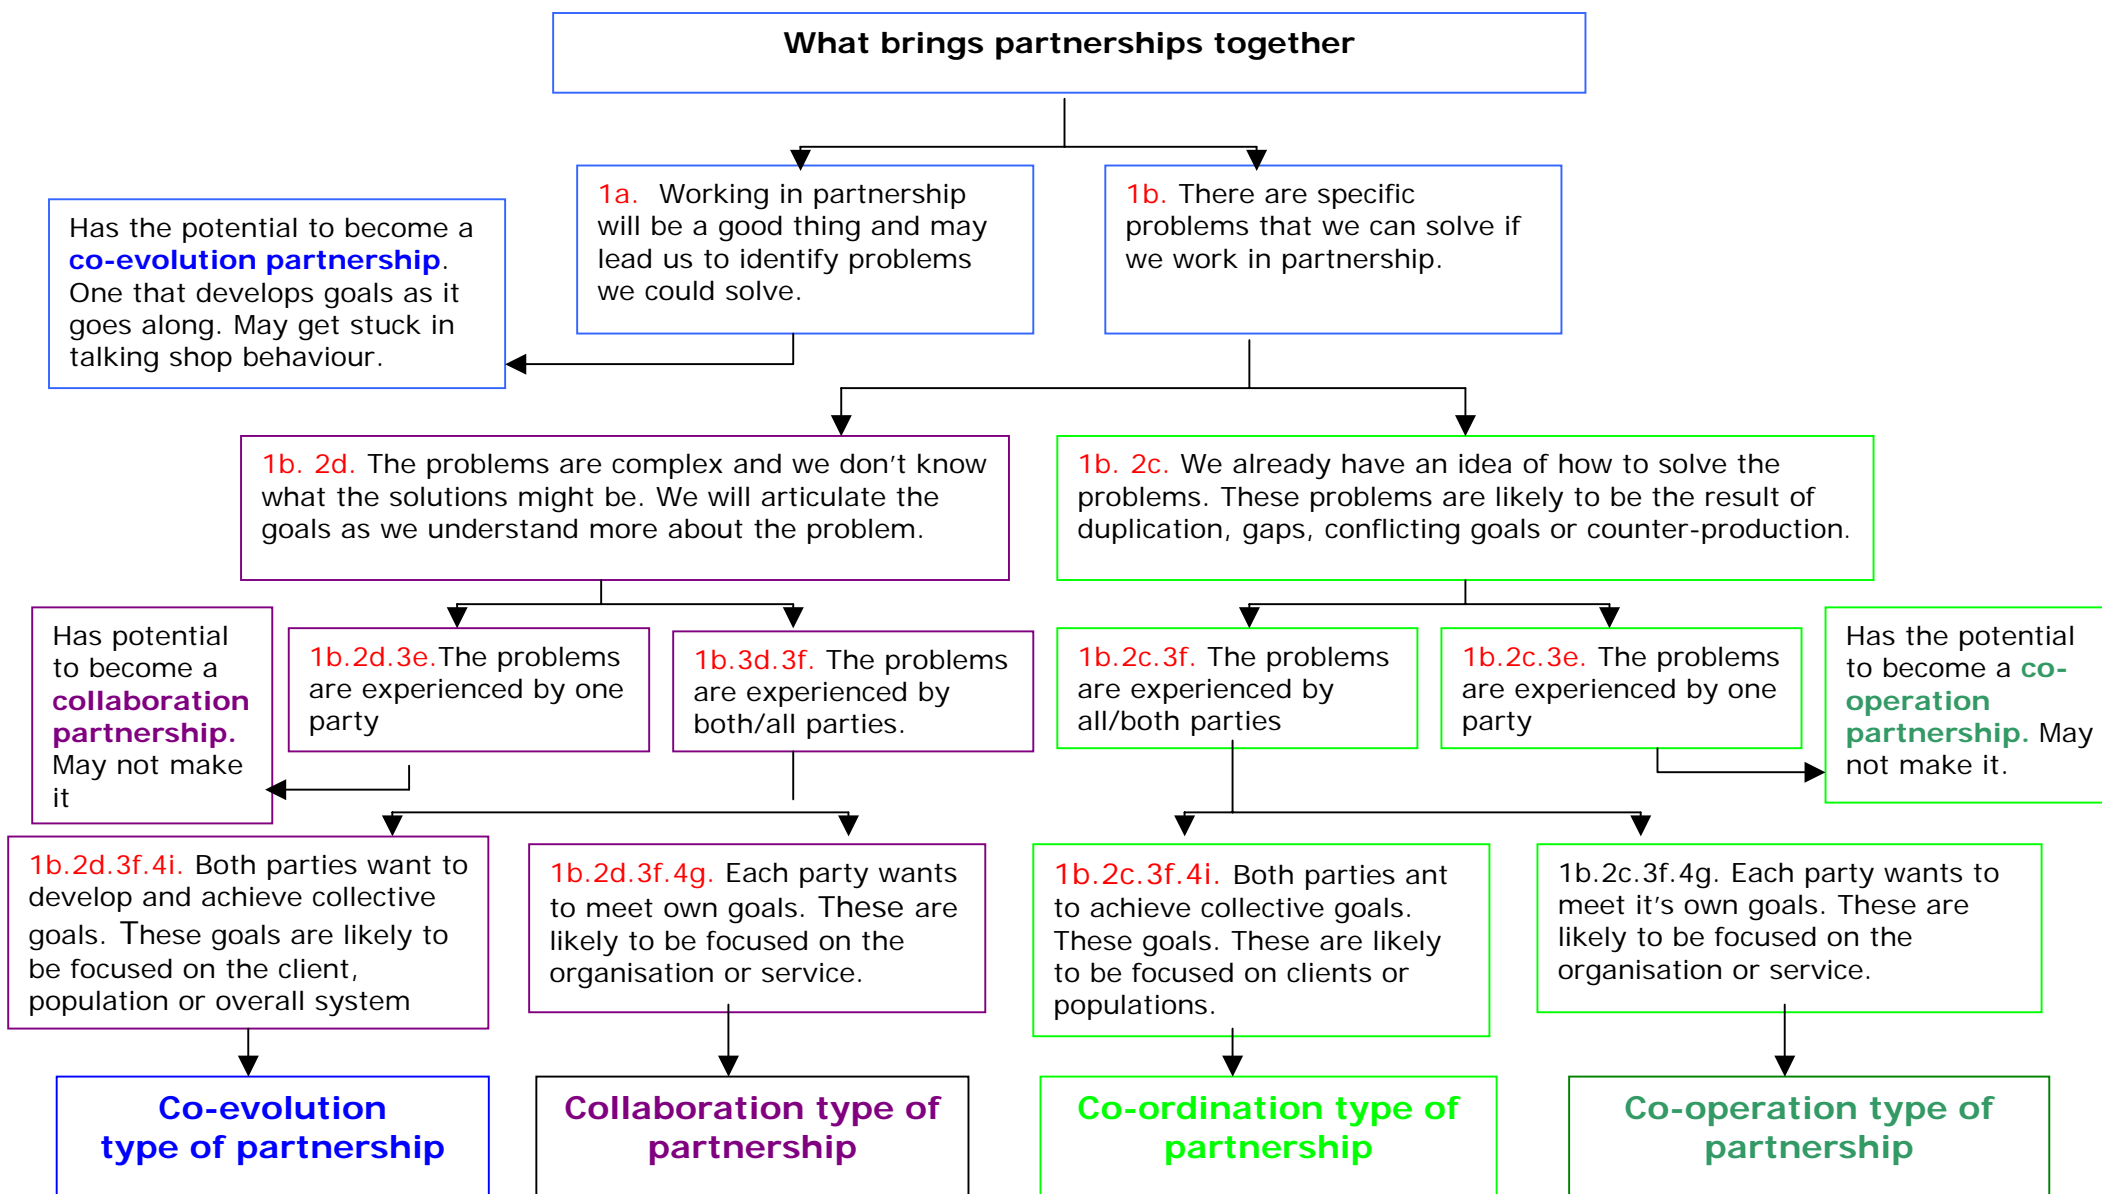 What brings partnerships together
Has the potential to become a
co-evolution partnership.
One that develops goals as it
goes along. May get stuck in
talking shop behaviour.
1a. Working in partnership
will be a good thing and may
lead us to identify problems
we could solve.
1b. There are specific
problems that we can solve if
we work in partnership.
1b. 2d. The problems are complex and we don't know
what the solutions might be. We will articulate the
goals as we understand more about the problem.
1b. 2c. We already have an idea of how to solve the
problems. These problems are likely to be the result of
duplication, gaps, conflicting goals or counter-production.
Has potential
to become a
collaboration
partnership.
May not make
it
1b.2d.3e.The problems
are experienced by one
party
1b.3d.3f. The problems
are experienced by
both/all parties.
1b.2c.3f. The problems
are experienced by
all/both parties
1b.2c.3e. The problems
are experienced by one
party
Has the potential
to become a co-
operation
partnership. May
not make it.
1b.2d.3f.4i. Both parties want to
develop and achieve collective
goals. These goals are likely to
be focused on the client,
population or overall system
1b.2d.3f.4g. Each party wants
to meet own goals. These are
likely to be focused on the
organisation or service.
1b.2c.3f.4i. Both parties ant
to achieve collective goals.
These goals. These are likely
to be focused on clients or
populations.
1b.2c.3f.4g. Each party wants to
meet it's own goals. These are
likely to be focused on the
organisation or service.
Co-evolution
type of partnership
Collaboration type of
partnership
Co-ordination type of
partnership
Co-operation type of
partnership